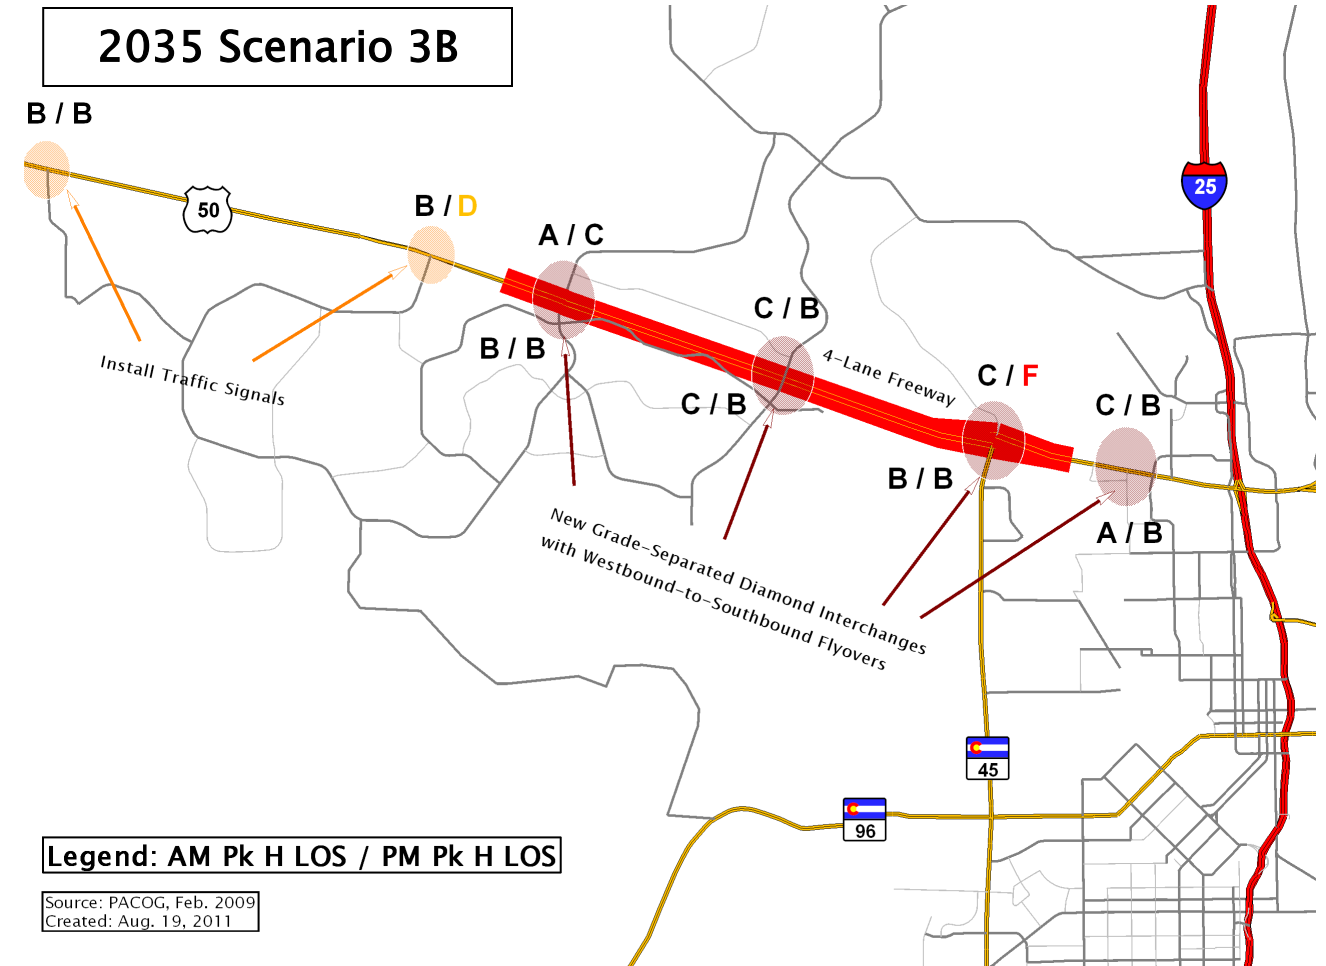 2035 Scenario 3B
B / B
50
B / D
A / C
25
C / B
B / B
4-Lane Freeway
C / F
C / B
Install Traffic Signals
C / B
B / B
A / B
New Grade-Separated Diamond Interchanges
with Westbound-to-Southbound Flyovers
45
96
Legend: AM Pk H LOS / PM Pk H LOS
Source: PACOG, Feb. 2009
Created: Aug. 19, 2011